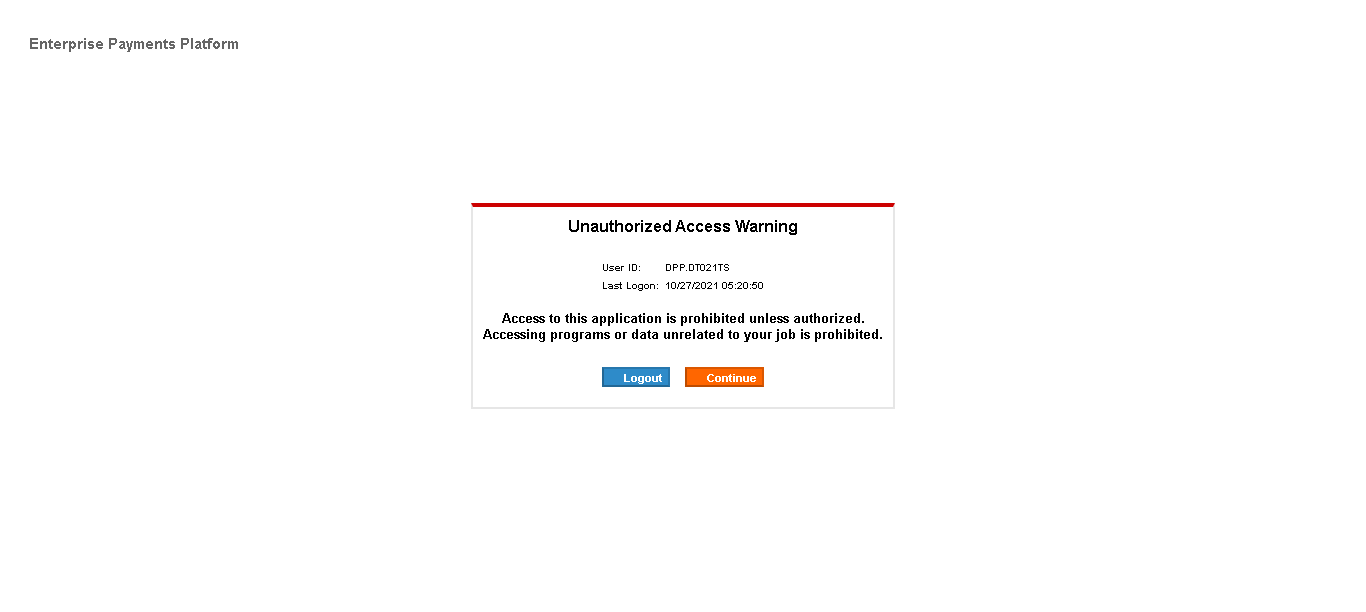 Enterprise Payments Platform
Unauthorized Access Warning
User ID: DPP.DT021TS
Last Logon: 10/27/2021 05:20:50
Access to this application is prohibited unless authorized.
Accessing programs or data unrelated to your job is prohibited.
Logout Continue